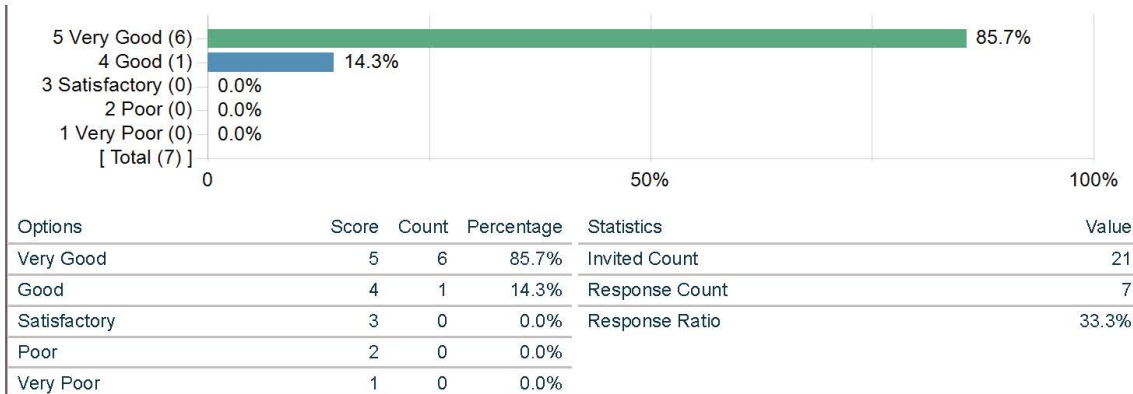 5 Very Good (6) 85.7%
4 Good (1) 14.3%
3 Satisfactory (0) 0.0%
2 Poor (0) 0.0%
1 Very Poor (0) 0.0%
[ Total (7) ]
0 50% 100%
Options Score Count Percentage
Very Good 5 6 85.7%
Good 4 1 14.3%
Satisfactory 3 0 0.0%
Poor 2 0 0.0%
Very Poor 1 0 0.0%
Statistics Value
Invited Count 21
Response Count 7
Response Ratio 33.3%